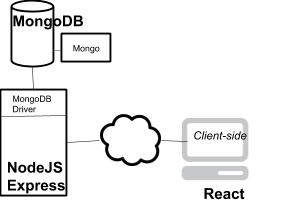 MongoDB
Mongo
MongoDB
Driver
NodeJS
Express
Client-side
React